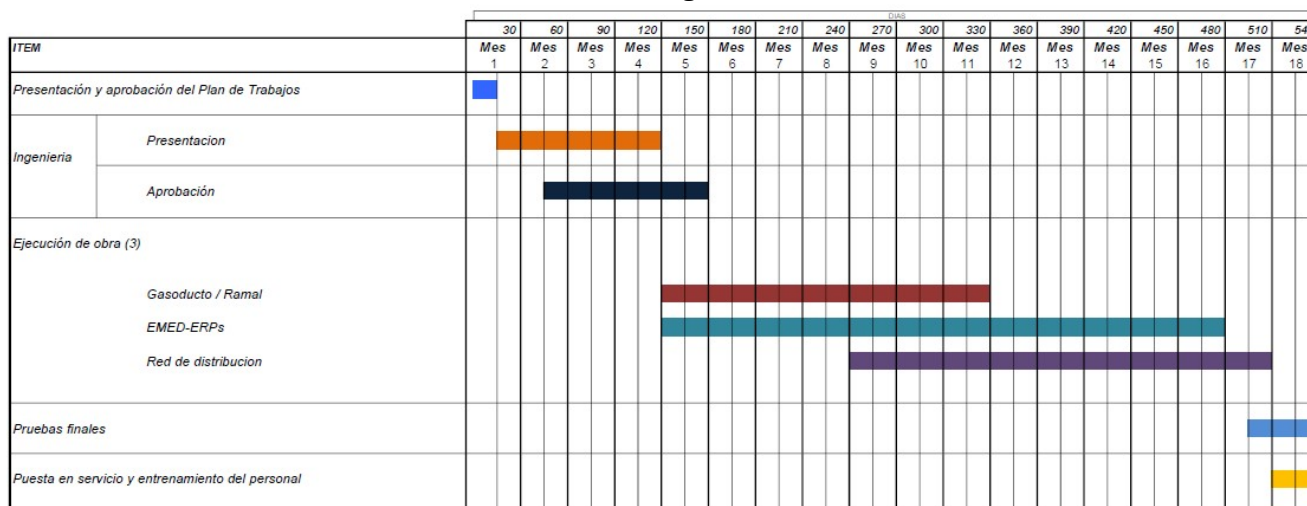 DIAS
30 60 90 120 150 180 210 240 270 300 330 360 390 420 450 480 510 54
ITEM Mes Mes Mes Mes Mes Mes Mes Mes Mes Mes Mes Mes Mes Mes Mes Mes Mes Mes
1 2 3 4 5 6 7 8 9 10 11 12 13 14 15 16 17 18
Presentación y aprobación del Plan de Trabajos
Presentacion
Ingenieria
Aprobación
Ejecución de obra (3)
Gasoducto / Ramal
EMED-ERPs
Red de distribucion
Pruebas finales
Puesta en servicio y entrenamiento del personal